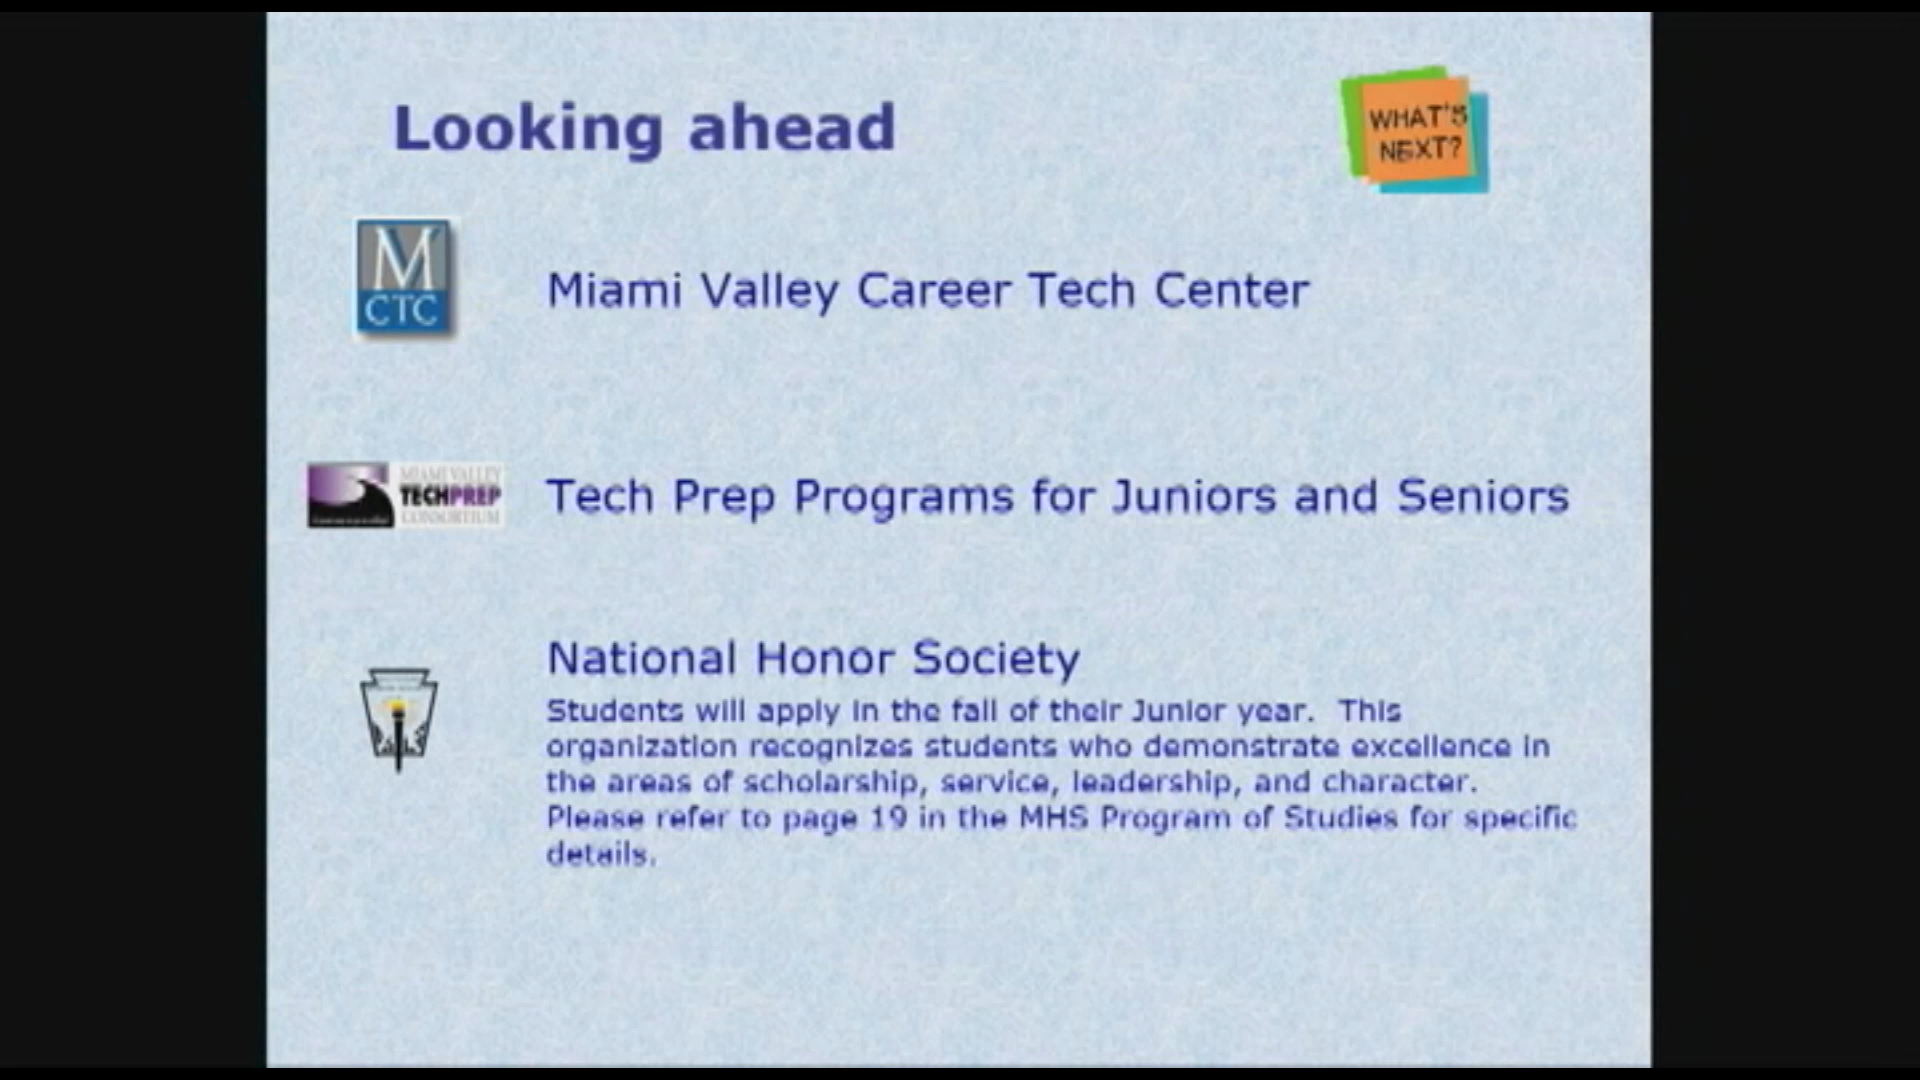 Looking ahead
WHAT'S
NEXT?
M
CTC
Miami Valley Career Tech Center
MIAMI VALLEY
TECHPREP
CONSORTIUM
Tech Prep Programs for Juniors and Seniors
National Honor Society
Students will apply in the fall of their Junior year. This
organization recognizes students who demonstrate excellence in
the areas of scholarship, service, leadership, and character.
Please refer to page 19 in the MHS Program of Studies for specific
details.